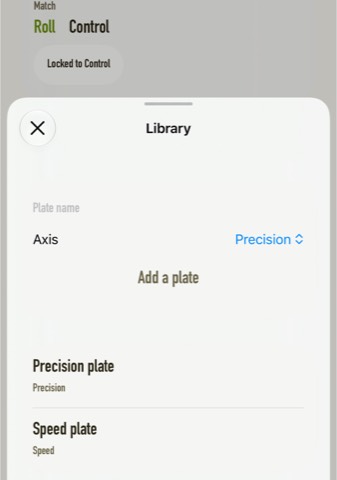 Match
Roll Control
Locked to Control
Library
Plate name
Axis Precision
Add a plate
Precision plate
Precision
Speed plate
Speed